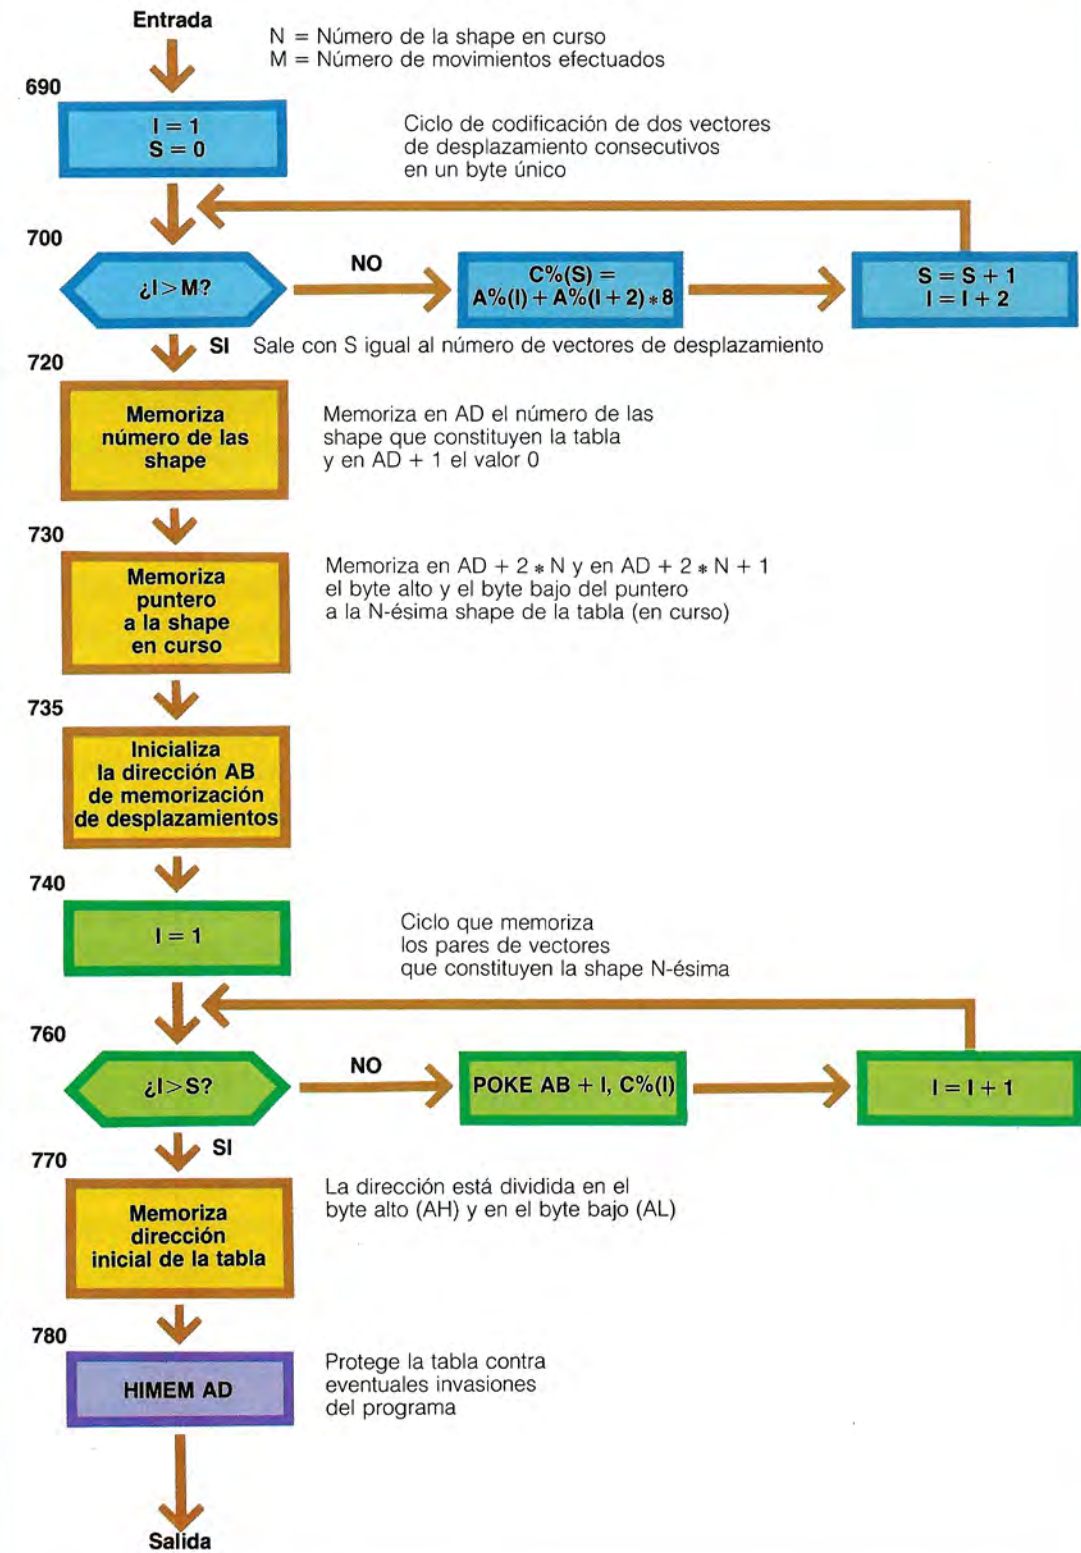 Entrada
N = Número de la shape en curso
M = Número de movimientos efectuados
690
I = 1
S = 0
Ciclo de codificación de dos vectores
de desplazamiento consecutivos
en un byte único
700
¿I>M?
NO
C%(S) =
A%(I) + A%(I + 2) * 8
S = S + 1
I = I + 2
SI
Sale con S igual al número de vectores de desplazamiento
720
Memoriza
número de las
shape
Memoriza en AD el número de las
shape que constituyen la tabla
y en AD + 1 el valor 0
730
Memoriza
puntero
a la shape
en curso
Memoriza en AD + 2 * N y en AD + 2 * N + 1
el byte alto y el byte bajo del puntero
a la N-ésima shape de la tabla (en curso)
735
Inicializa
la dirección AB
de memorización
de desplazamientos
740
I = 1
Ciclo que memoriza
los pares de vectores
que constituyen la shape N-ésima
760
¿I>S?
NO
POKE AB + I, C%(I)
I = I + 1
SI
770
Memoriza
dirección
inicial de la tabla
La dirección está dividida en el
byte alto (AH) y en el byte bajo (AL)
780
HIMEM AD
Protege la tabla contra
eventuales invasiones
del programa
Salida